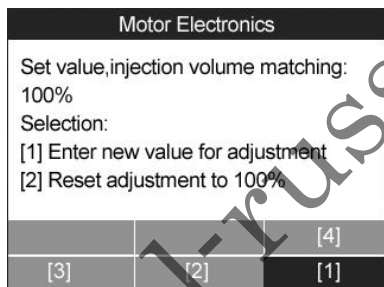 Motor Electronics
Set value,injection volume matching:
100%
Selection:
[1] Enter new value for adjustment
[2] Reset adjustment to 100%
[4]
[3] [2] [1]